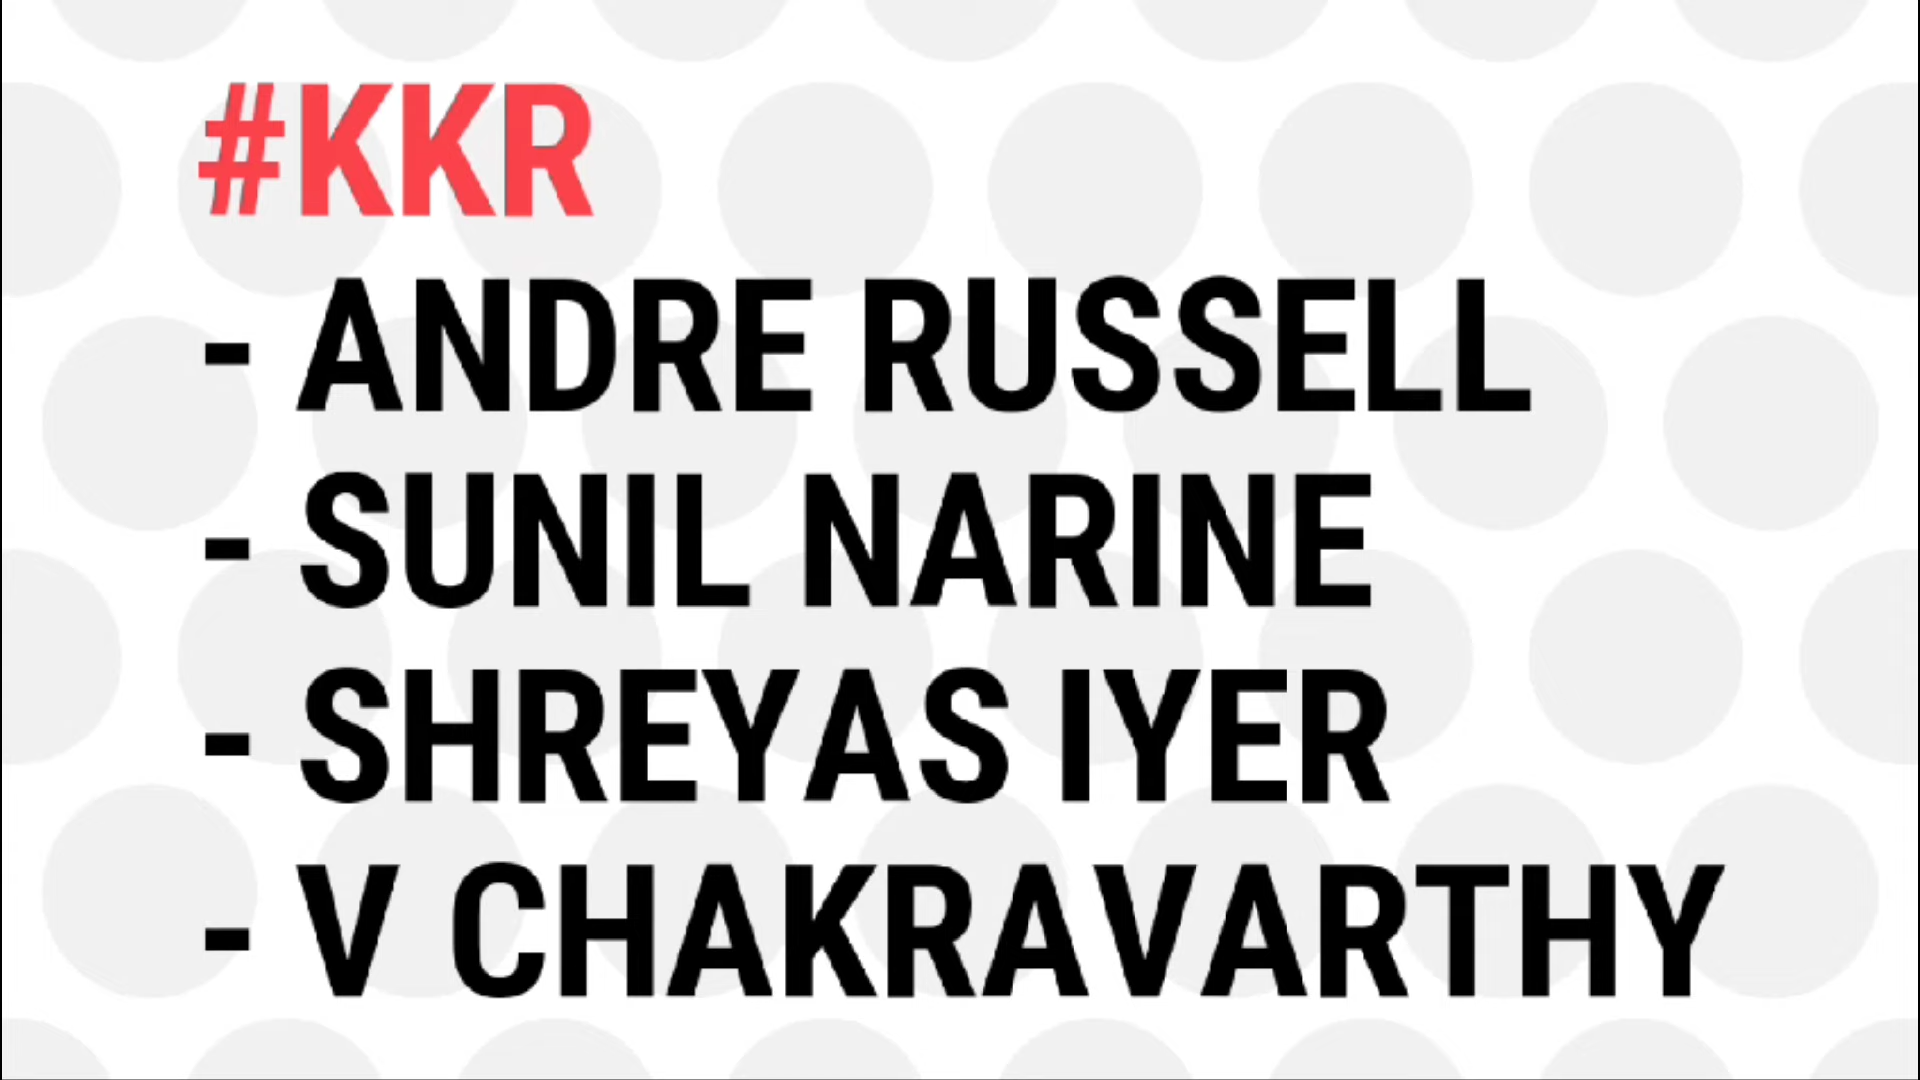 #KKR
- ANDRE RUSSELL
- SUNIL NARINE
- SHREYAS IYER
- V CHAKRAVARTHY